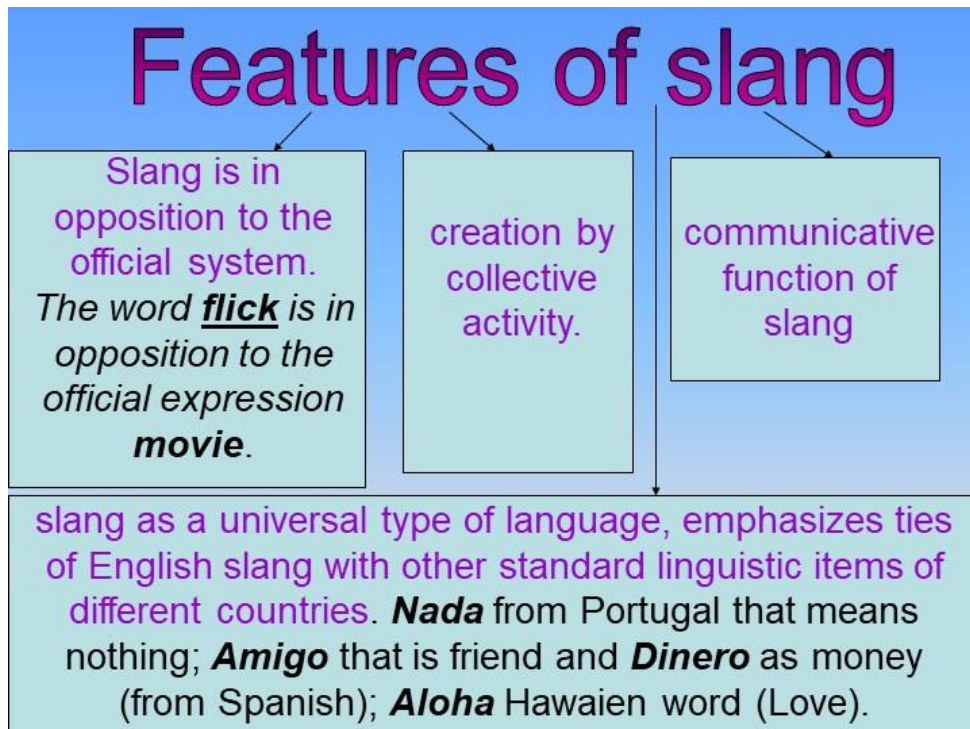 Features of slang
Slang is in
opposition to the
official system.
The word flick is in
opposition to the
official expression
movie.
creation by
collective
activity.
communicative
function of
slang
slang as a universal type of language, emphasizes ties
of English slang with other standard linguistic items of
different countries. Nada from Portugal that means
nothing; Amigo that is friend and Dinero as money
(from Spanish); Aloha Hawaien word (Love).